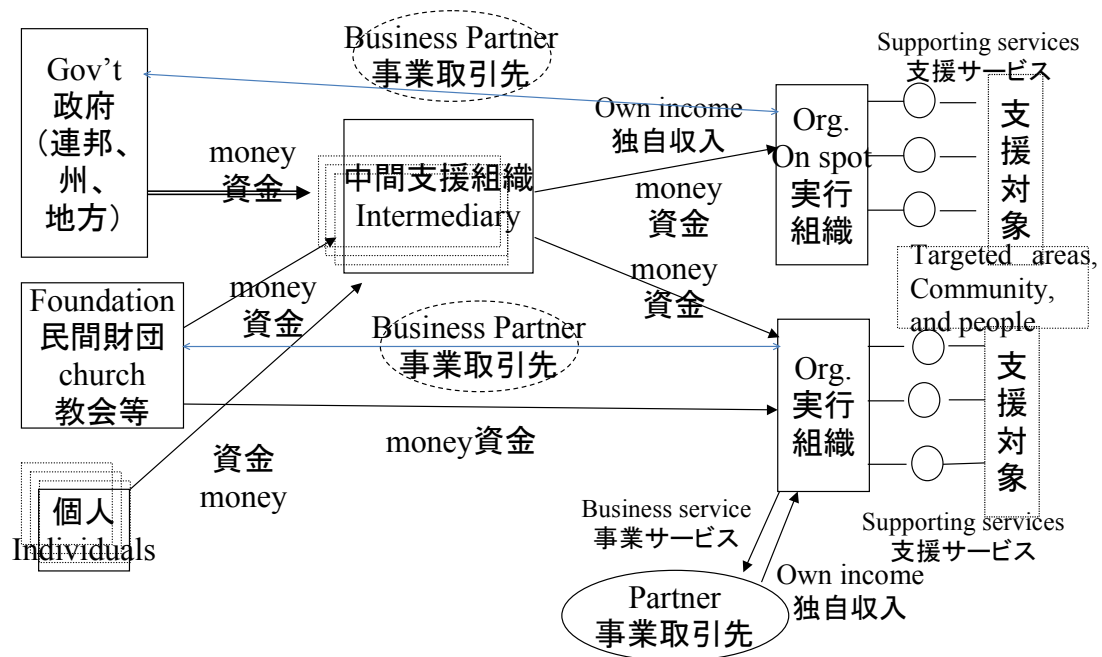 Gov't
政府
（連邦、
州、
地方）
Business Partner
事業取引先
money
資金
中間支援組織
Intermediary
Own income
独自収入
money
資金
Org.
On spot
実行
組織
Supporting services
支援サービス
支
援
対
象
Targeted areas,
Community,
and people
Foundation
民間財団
church
教会等
money
資金
Business Partner
事業取引先
money
資金
money資金
Org.
実行
組織
支
援
対
象
Supporting services
支援サービス
個人
Individuals
資金
money
Business service
事業サービス
Own income
独自収入
Partner
事業取引先